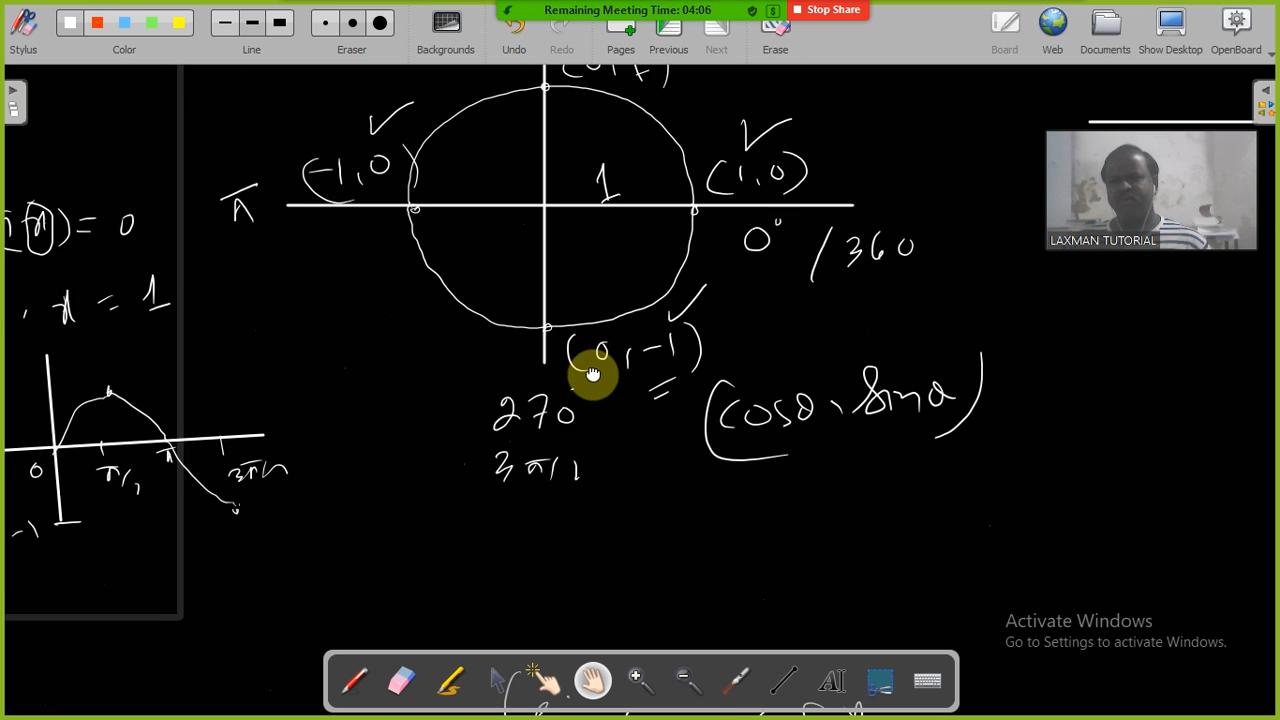 Remaining Meeting Time: 04:06 Stop Share
Stylus Color Line Eraser Backgrounds Undo Redo Pages Previous Next Erase Board Web Documents Show Desktop OpenBoard
(-1,0) 1 (1,0)
π
0° / 360
= 0
x = 1
(0, -1)
270°
(cosθ, sinθ)
0 π/2 π 3π/2
-1
LAXMAN TUTORIAL
Activate Windows
Go to Settings to activate Windows.